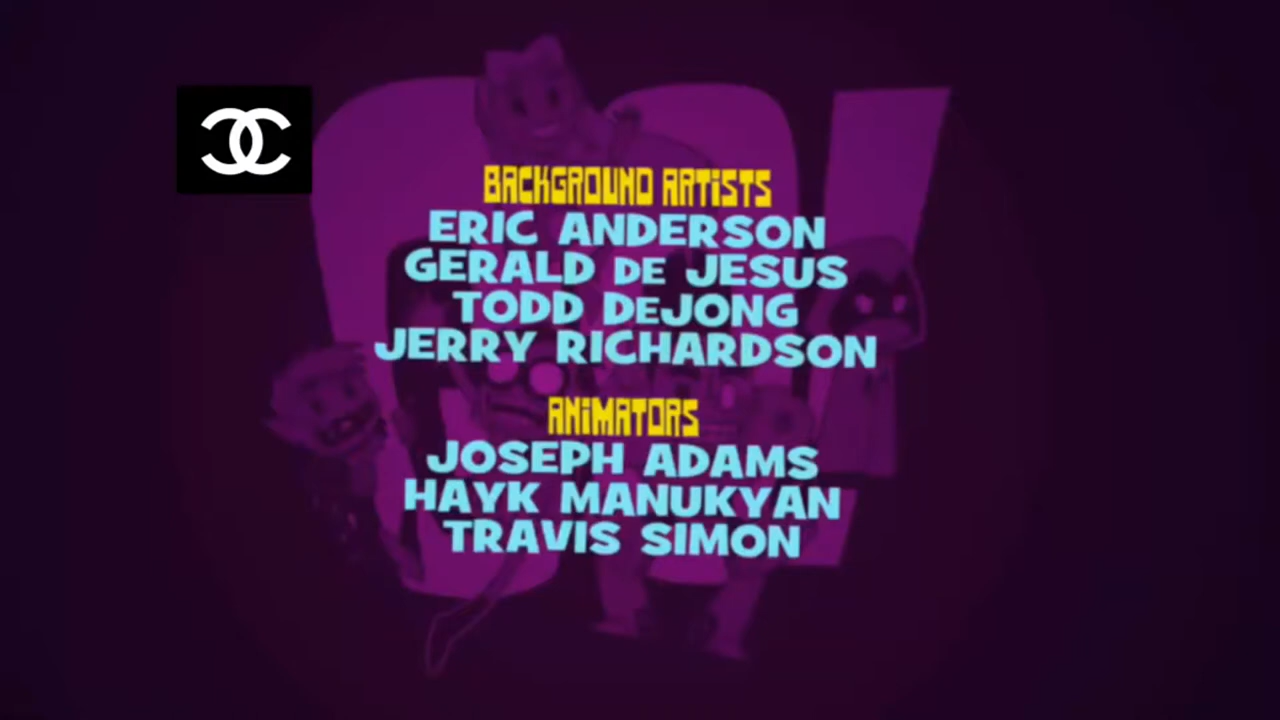 BACKGROUND ARTISTS
ERIC ANDERSON
GERALD DE JESUS
TODD DEJONG
JERRY RICHARDSON
ANIMATORS
JOSEPH ADAMS
HAYK MANUKYAN
TRAVIS SIMON